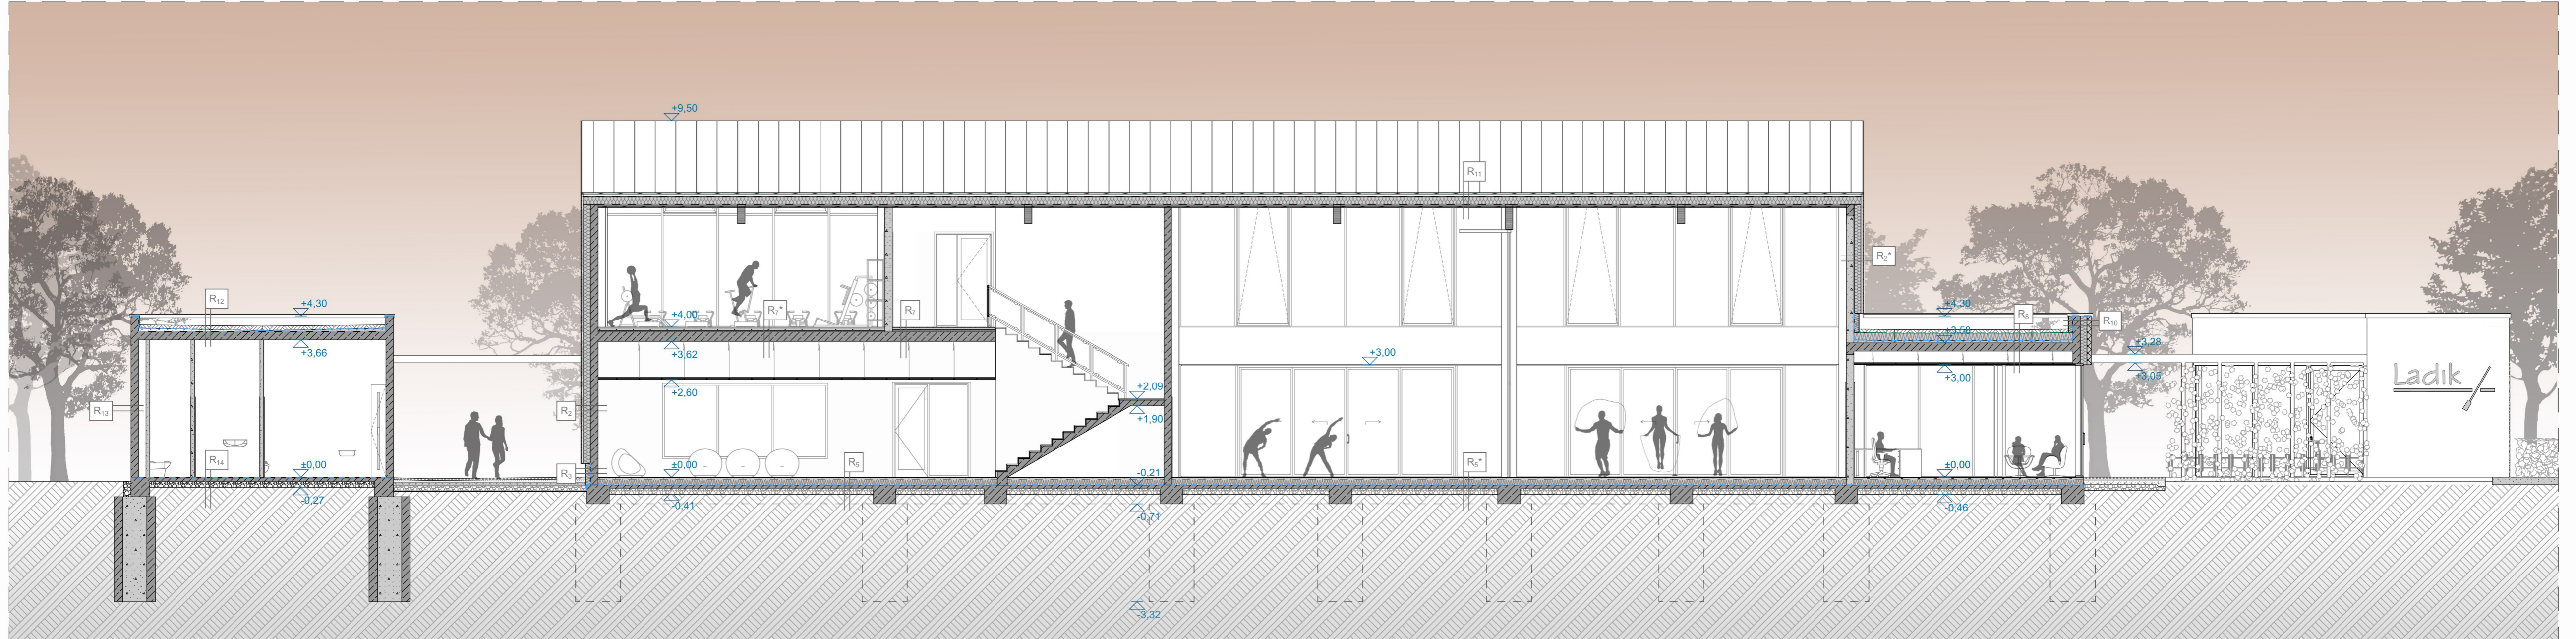 +9,50
R11
R2*
+4,30
R12
+3,66
+4,00
R7*
R7
+3,62
+2,60
+3,00
+4,30
R8
R10
+3,58
+3,28
+3,05
+3,00
Ladik
+2,09
+1,90
R13
R2
R14
±0,00
R3
±0,00
R5
-0,21
R5*
±0,00
-0,27
-0,41
-0,71
-0,46
-3,32